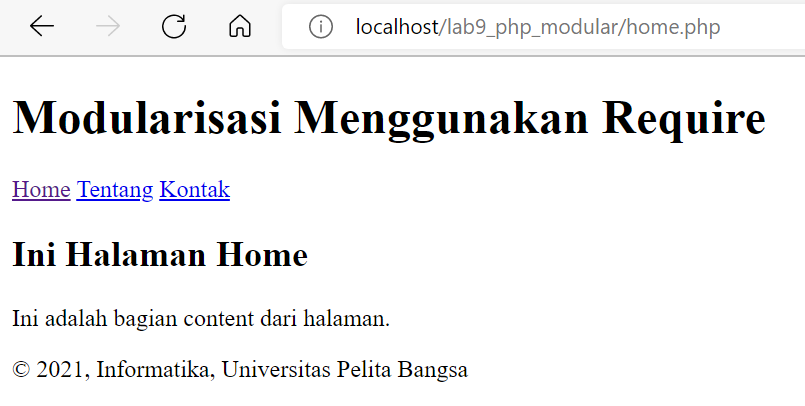 localhost/lab9_php_modular/home.php
Modularisasi Menggunakan Require
Home Tentang Kontak
Ini Halaman Home
Ini adalah bagian content dari halaman.
© 2021, Informatika, Universitas Pelita Bangsa